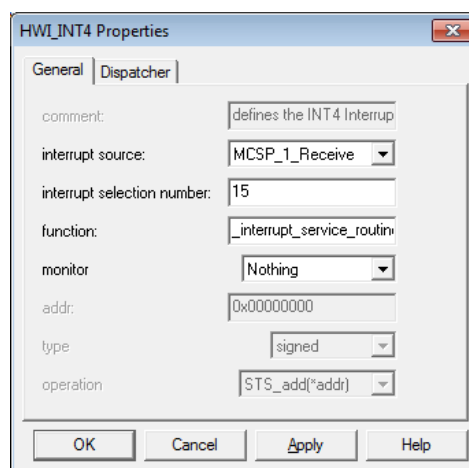 HWI_INT4 Properties
General Dispatcher
comment: defines the INT4 Interrup
interrupt source: MCSP_1_Receive
interrupt selection number: 15
function: _interrupt_service_routin
monitor Nothing
addr: 0x00000000
type signed
operation STS_add(*addr)
OK Cancel Apply Help